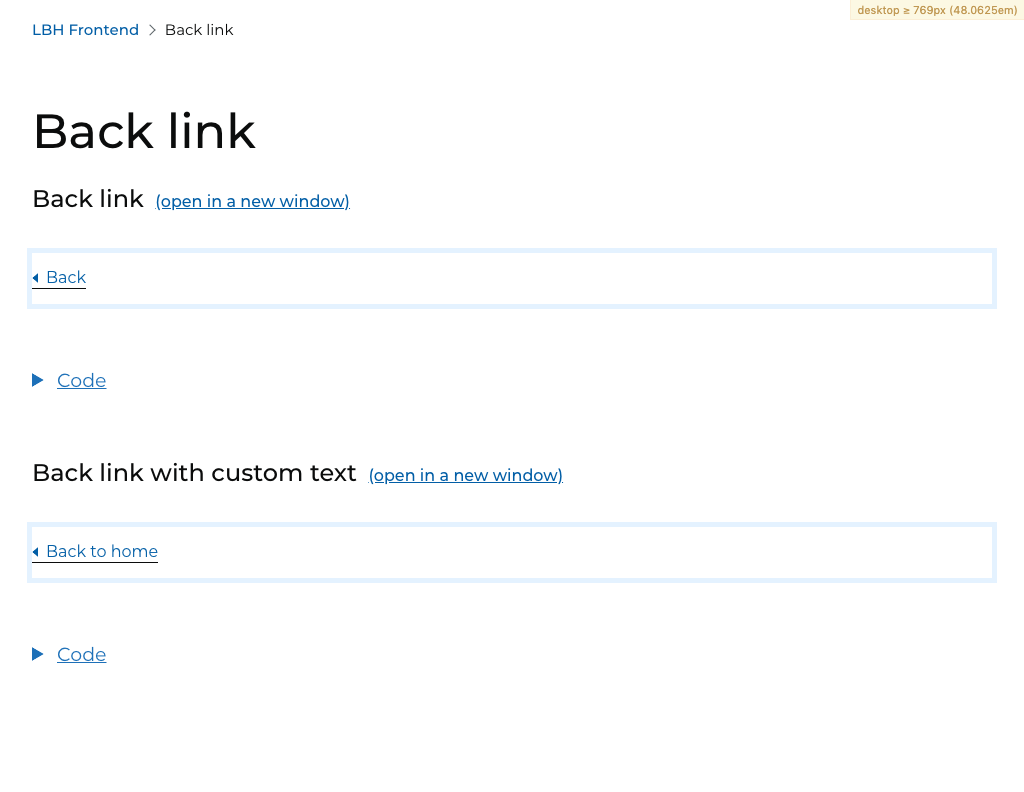 desktop ≥ 769px (48.0625em)
LBH Frontend > Back link
Back link
Back link (open in a new window)
Back
Code
Back link with custom text (open in a new window)
Back to home
Code